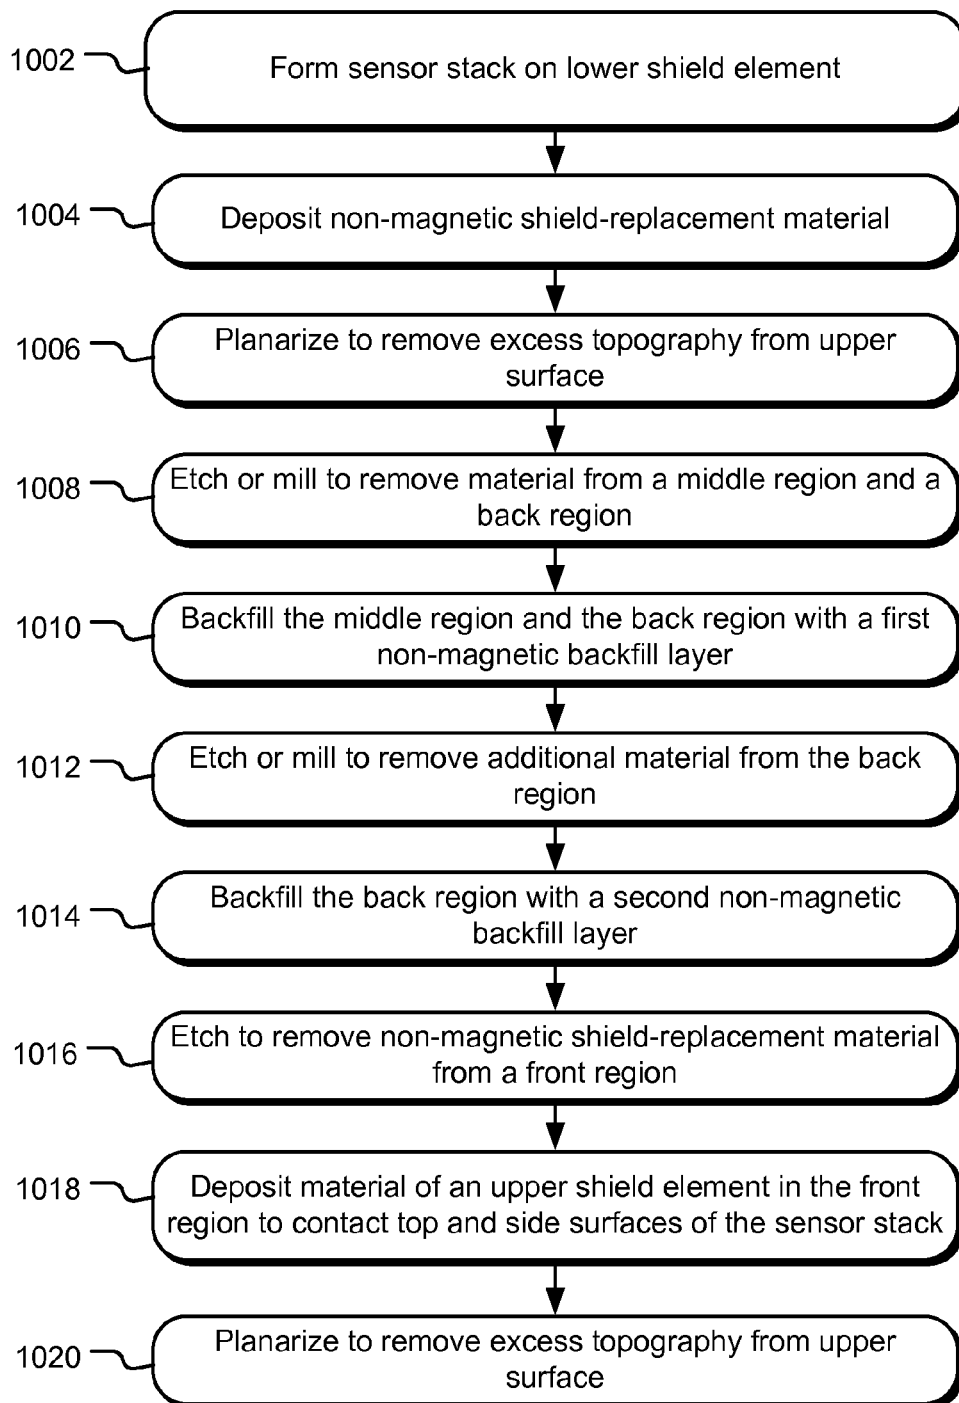 1002
Form sensor stack on lower shield element
1004
Deposit non-magnetic shield-replacement material
1006
Planarize to remove excess topography from upper
surface
1008
Etch or mill to remove material from a middle region and a
back region
1010
Backfill the middle region and the back region with a first
non-magnetic backfill layer
1012
Etch or mill to remove additional material from the back
region
1014
Backfill the back region with a second non-magnetic
backfill layer
1016
Etch to remove non-magnetic shield-replacement material
from a front region
1018
Deposit material of an upper shield element in the front
region to contact top and side surfaces of the sensor stack
1020
Planarize to remove excess topography from upper
surface